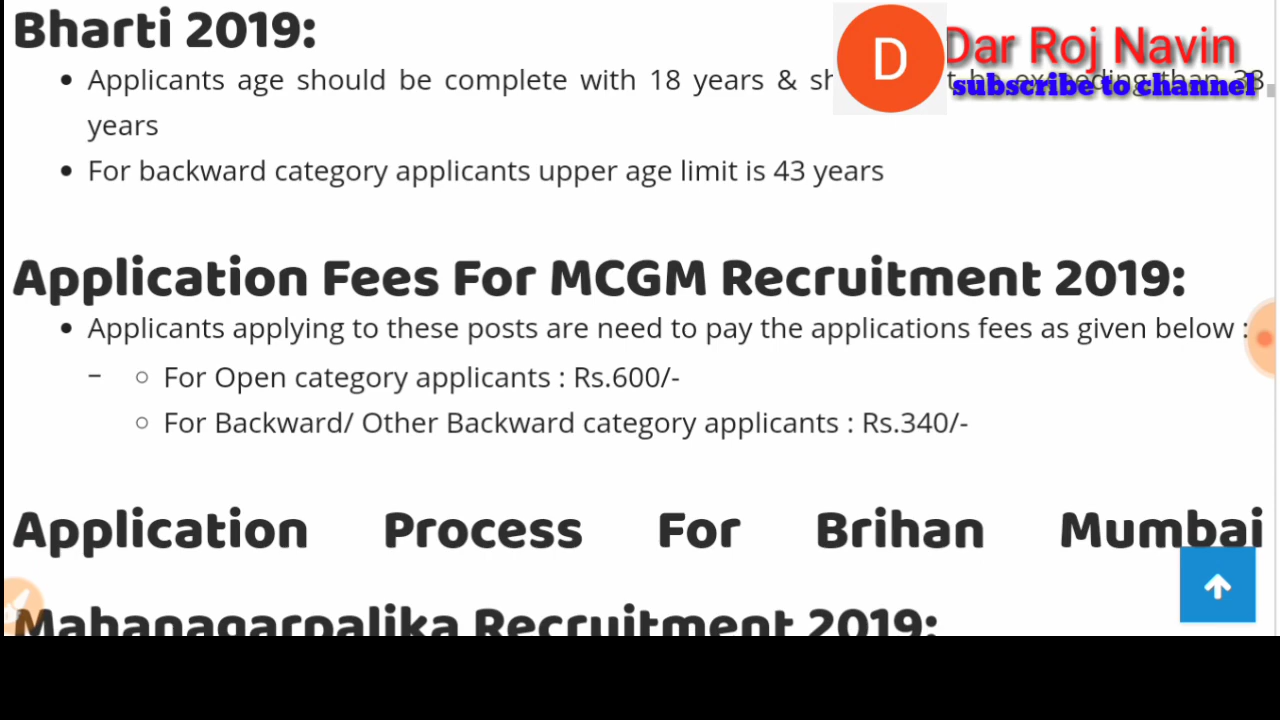 Bharti 2019:
D
Dar Roj Navin
subscribe to channel
• Applicants age should be complete with 18 years & than 38
years
• For backward category applicants upper age limit is 43 years
Application Fees For MCGM Recruitment 2019:
• Applicants applying to these posts are need to pay the applications fees as given below :
– ○ For Open category applicants : Rs.600/-
○ For Backward/ Other Backward category applicants : Rs.340/-
Application Process For Brihan Mumbai
Mahanagarpalika Recruitment 2019: